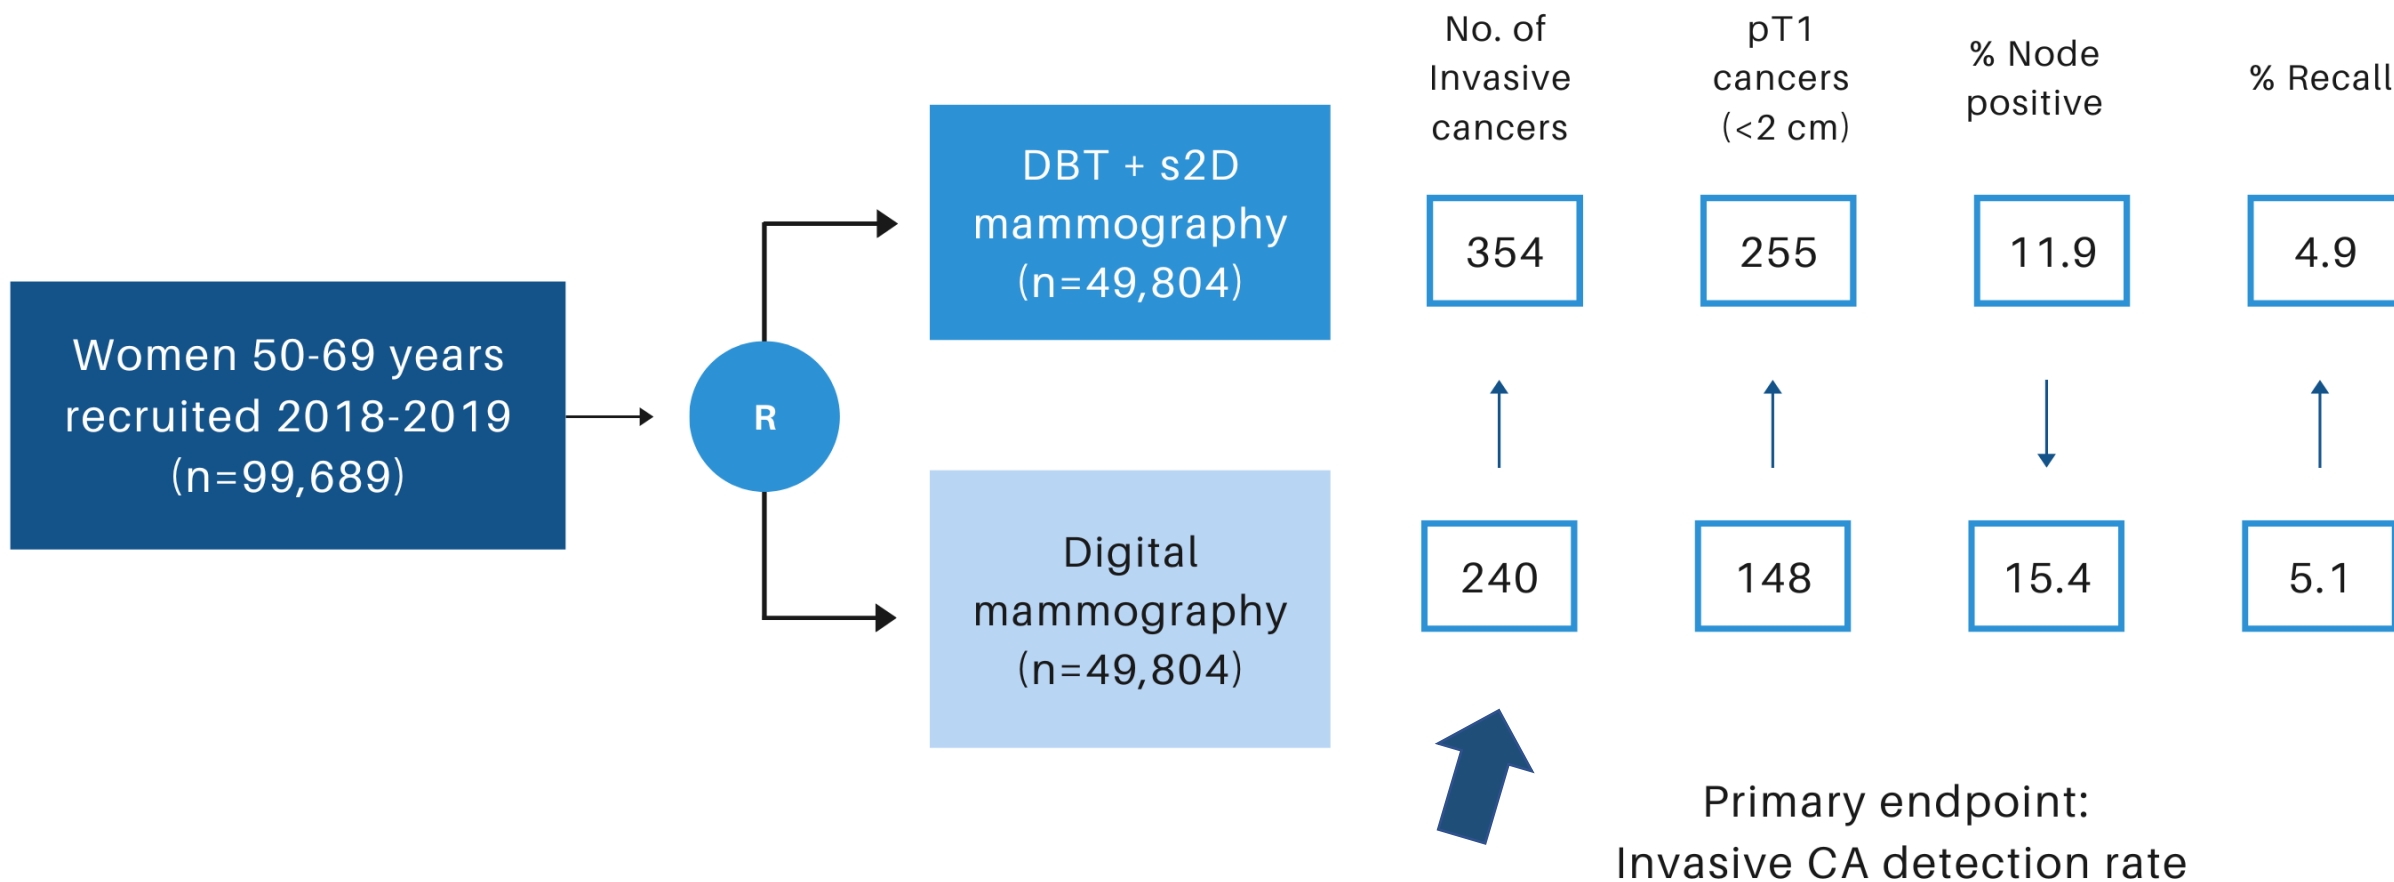 Women 50-69 years
recruited 2018-2019
(n=99,689)
R
DBT + s2D
mammography
(n=49,804)
Digital
mammography
(n=49,804)
No. of
Invasive
cancers
pT1
cancers
(<2 cm)
% Node
positive
% Recall
354
255
11.9
4.9
240
148
15.4
5.1
Primary endpoint:
Invasive CA detection rate